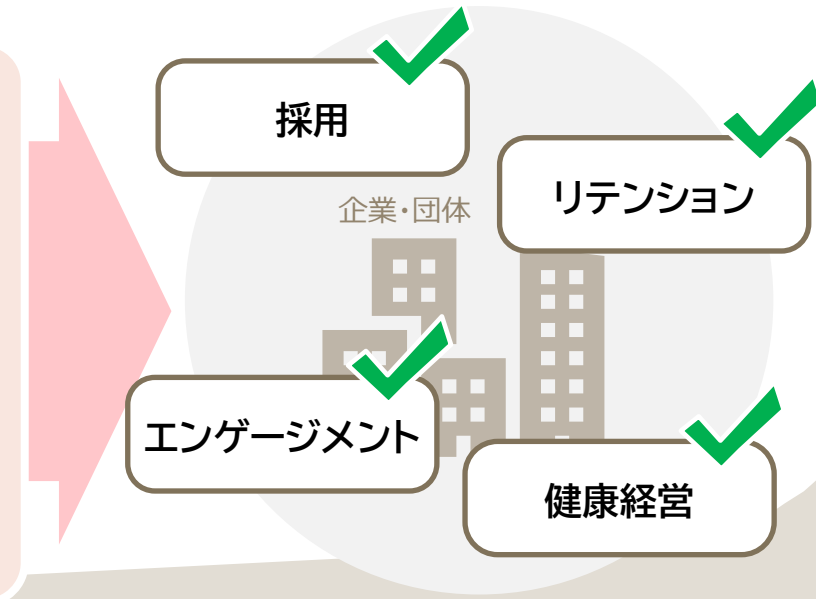 採用
リテンション
企業・団体
エンゲージメント
健康経営